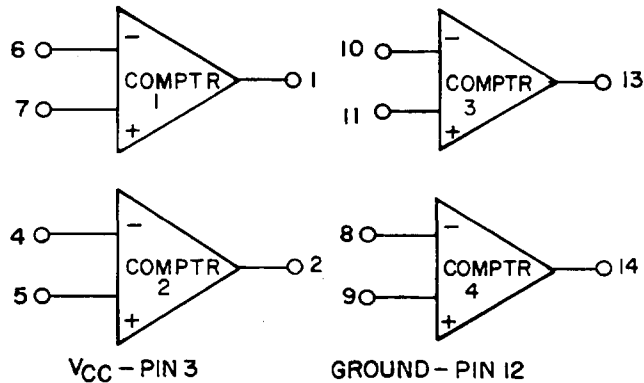 6 − COMPTR 1 + 7 1
10 − COMPTR 3 + 11 13
4 − COMPTR 2 + 5 2
8 − COMPTR 4 + 9 14
VCC – PIN 3
GROUND – PIN 12